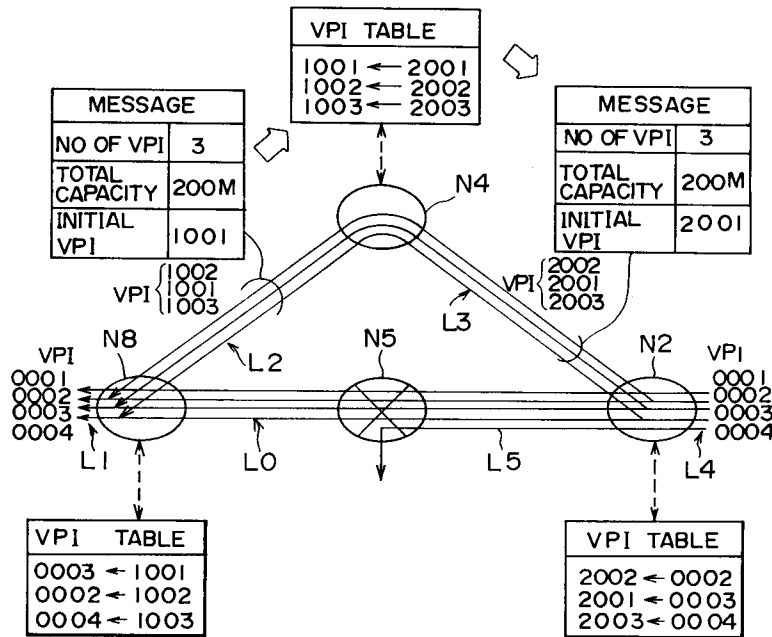 VPI TABLE
1001 ← 2001
1002 ← 2002
1003 ← 2003
MESSAGE
NO OF VPI 3
TOTAL CAPACITY 200M
INITIAL VPI 1001
MESSAGE
NO OF VPI 3
TOTAL CAPACITY 200M
INITIAL VPI 2001
N4
VPI { 1002
1001
1003
VPI { 2002
2001
2003
L2
L3
N8
N5
N2
VPI
0001
0002
0003
0004
VPI
0001
0002
0003
0004
L1
L0
L5
L4
VPI TABLE
0003 ← 1001
0002 ← 1002
0004 ← 1003
VPI TABLE
2002 ← 0002
2001 ← 0003
2003 ← 0004